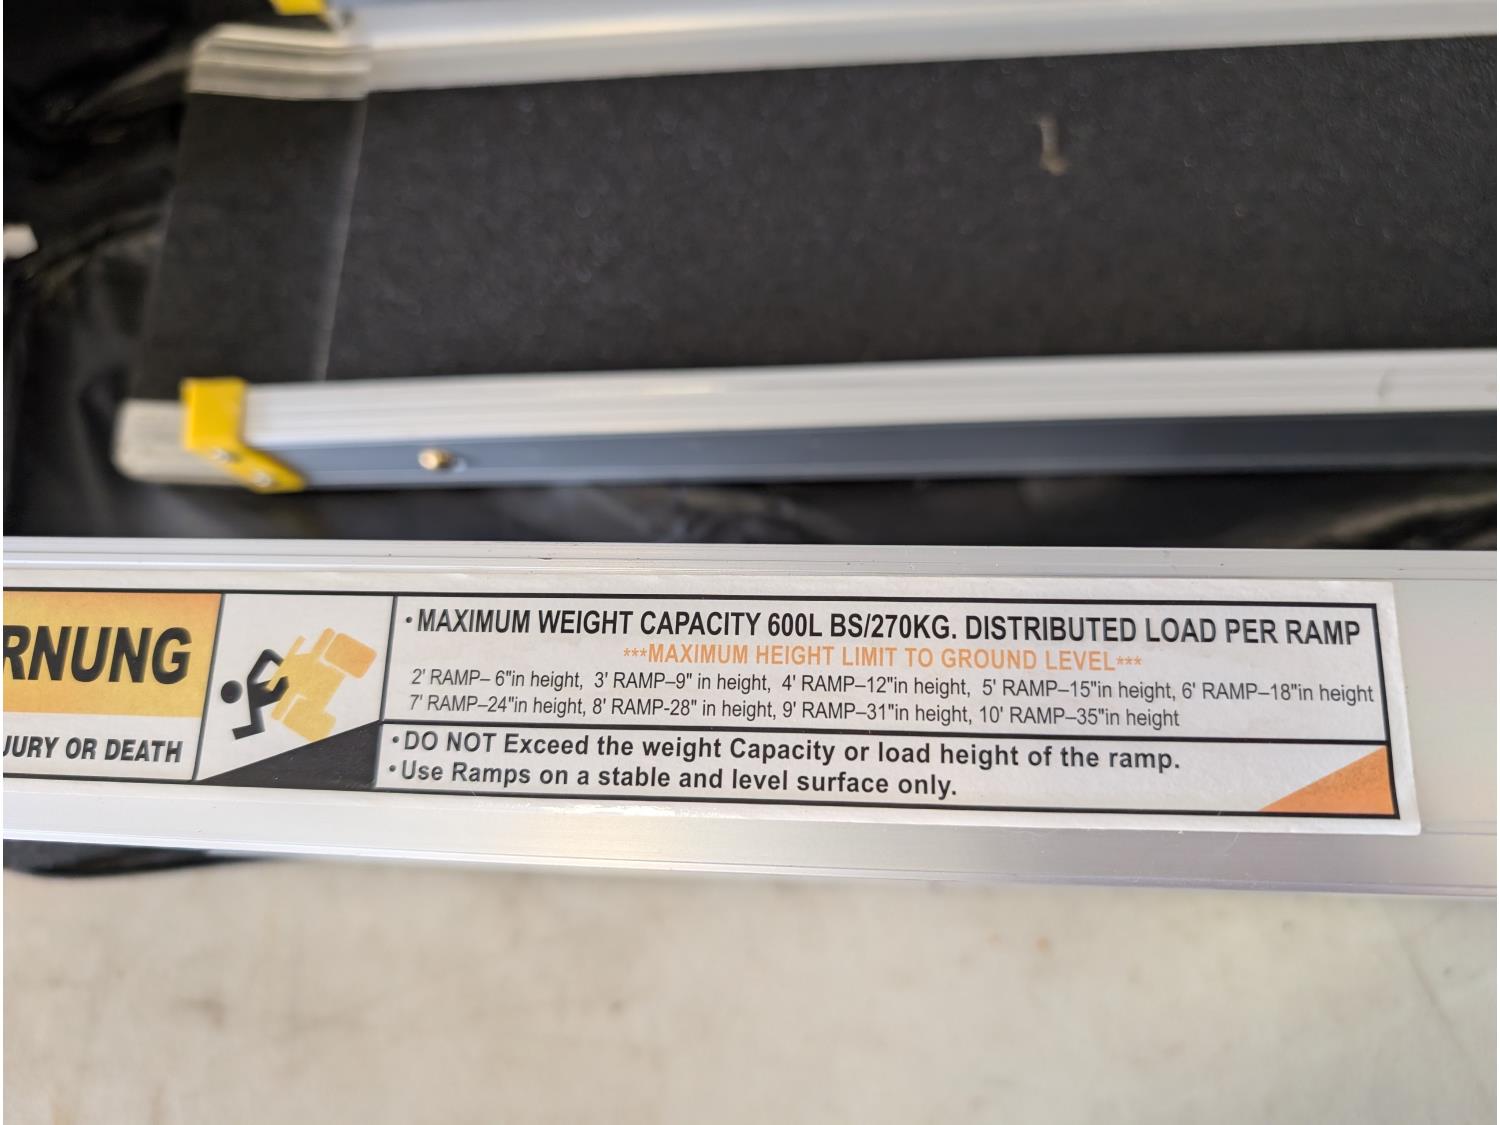 RNUNG
JURY OR DEATH
•MAXIMUM WEIGHT CAPACITY 600L BS/270KG. DISTRIBUTED LOAD PER RAMP
***MAXIMUM HEIGHT LIMIT TO GROUND LEVEL***
2' RAMP– 6"in height, 3' RAMP–9" in height, 4' RAMP–12"in height, 5' RAMP–15"in height, 6' RAMP–18"in height
7' RAMP–24"in height, 8' RAMP-28" in height, 9' RAMP–31"in height, 10' RAMP–35"in height
•DO NOT Exceed the weight Capacity or load height of the ramp.
•Use Ramps on a stable and level surface only.